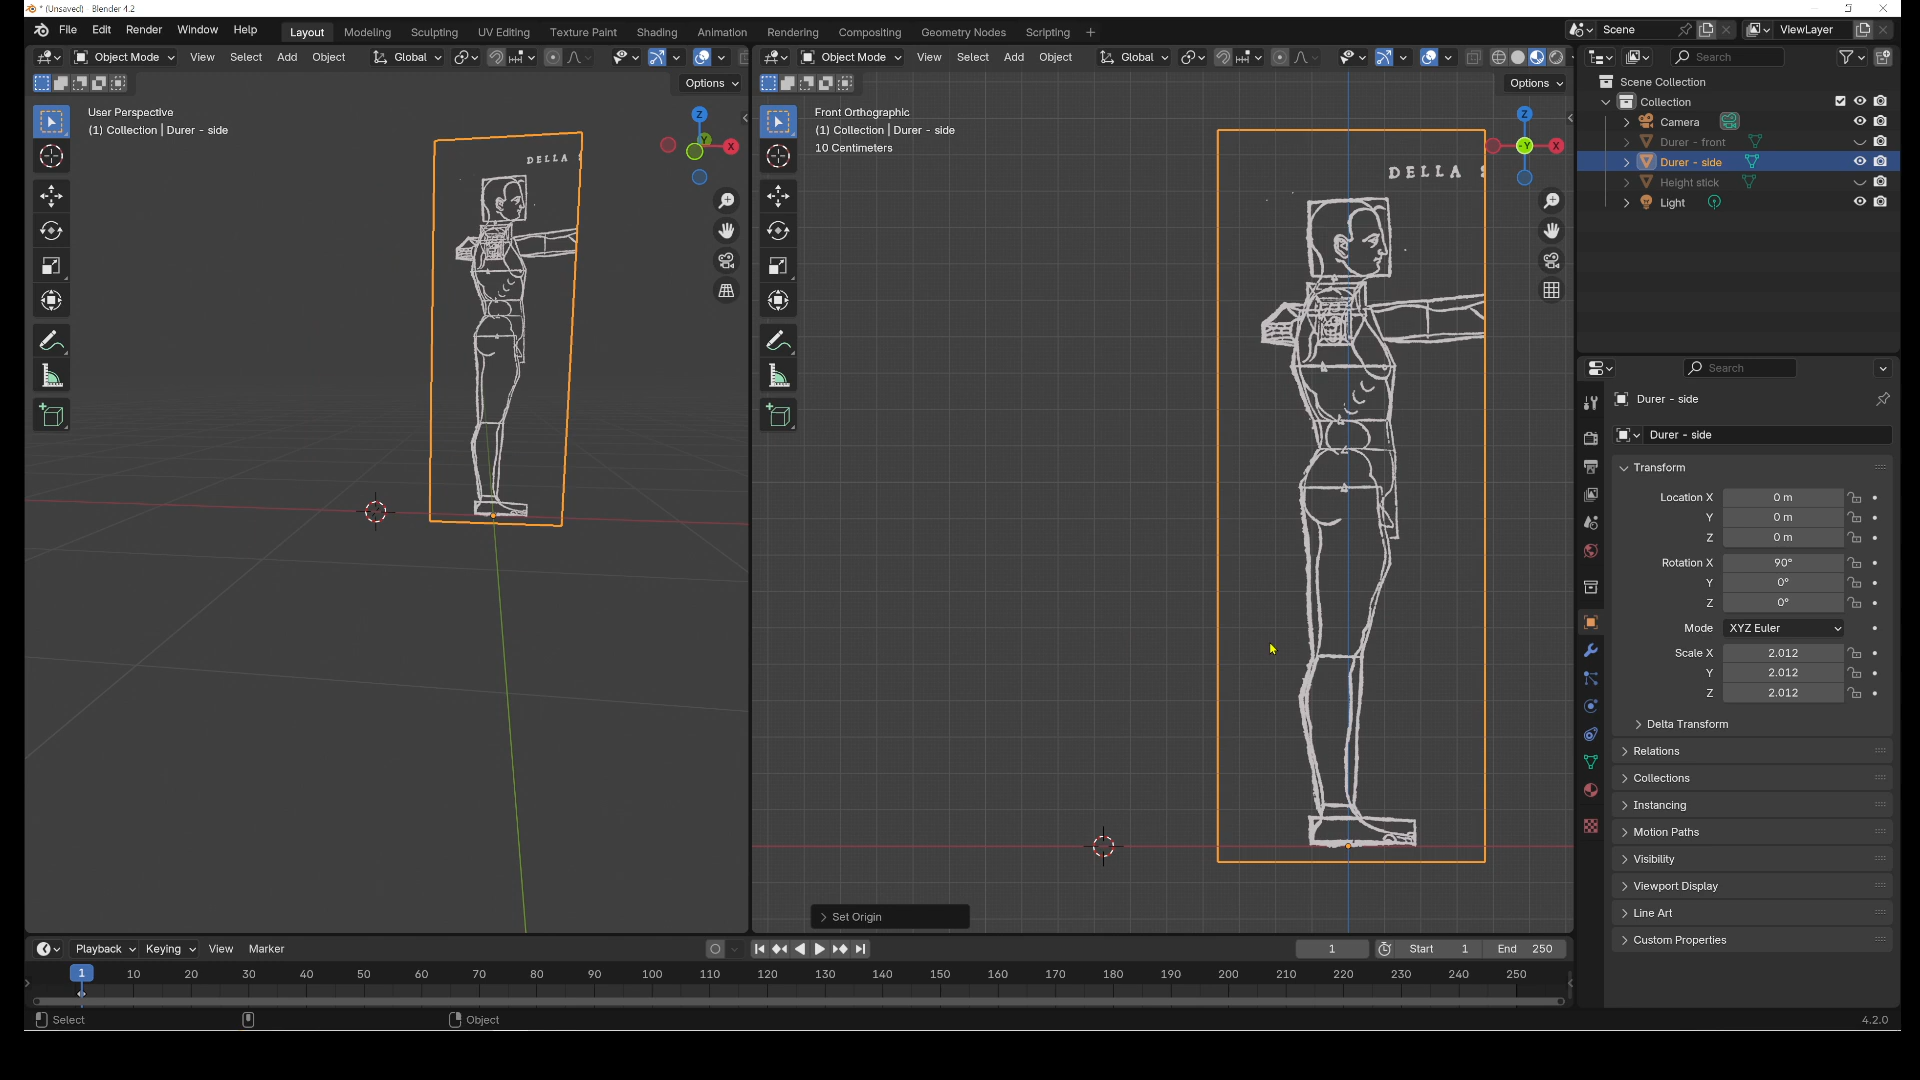 * (Unsaved) - Blender 4.2
File Edit Render Window Help
Layout Modeling Sculpting UV Editing Texture Paint Shading Animation Rendering Compositing Geometry Nodes Scripting +
Scene
ViewLayer
Object Mode View Select Add Object Global
Object Mode View Select Add Object Global
Search
Options
Options
Scene Collection
Collection
Camera
Durer - front
Durer - side
Height stick
Light
User Perspective
(1) Collection | Durer - side
Z
Y
X
DELLA
Front Orthographic
(1) Collection | Durer - side
10 Centimeters
Z
-Y
X
DELLA
Search
Durer - side
Durer - side
Transform
Location X 0 m
Y 0 m
Z 0 m
Rotation X 90°
Y 0°
Z 0°
Mode XYZ Euler
Scale X 2.012
Y 2.012
Z 2.012
Delta Transform
Relations
Collections
Instancing
Motion Paths
Visibility
Viewport Display
Line Art
Custom Properties
Set Origin
Playback Keying View Marker
1 Start 1 End 250
1 10 20 30 40 50 60 70 80 90 100 110 120 130 140 150 160 170 180 190 200 210 220 230 240 250
Select
Object
4.2.0